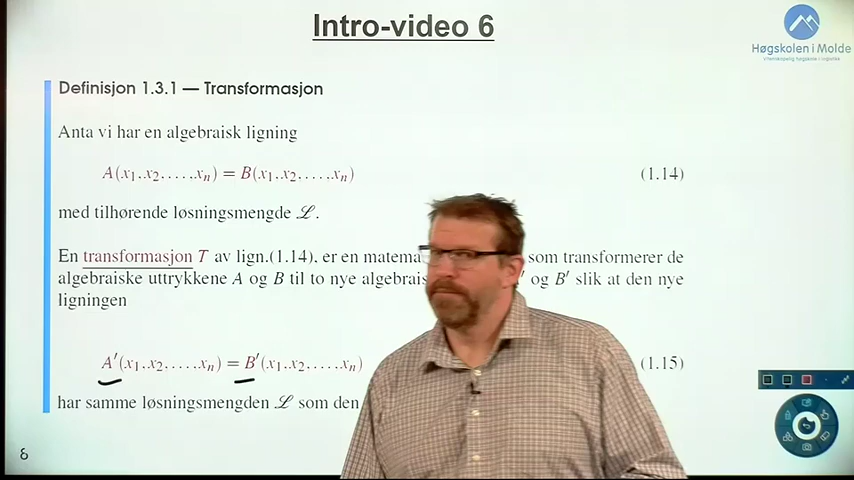 Intro-video 6
Høgskolen i Molde
Vitenskapelig høgskole i logistikk
Definisjon 1.3.1 — Transformasjon
Anta vi har en algebraisk ligning
A(x₁,x₂,....,xₙ) = B(x₁,x₂,....,xₙ) (1.14)
med tilhørende løsningsmengde ℒ.
En transformasjon T av lign.(1.14), er en som transformerer de
algebraiske uttrykkene A og B til to nye og B′ slik at den nye
ligningen
A′(x₁,x₂,....,xₙ) = B′(x₁,x₂,....,xₙ) (1.15)
har samme løsningsmengden ℒ som den
8